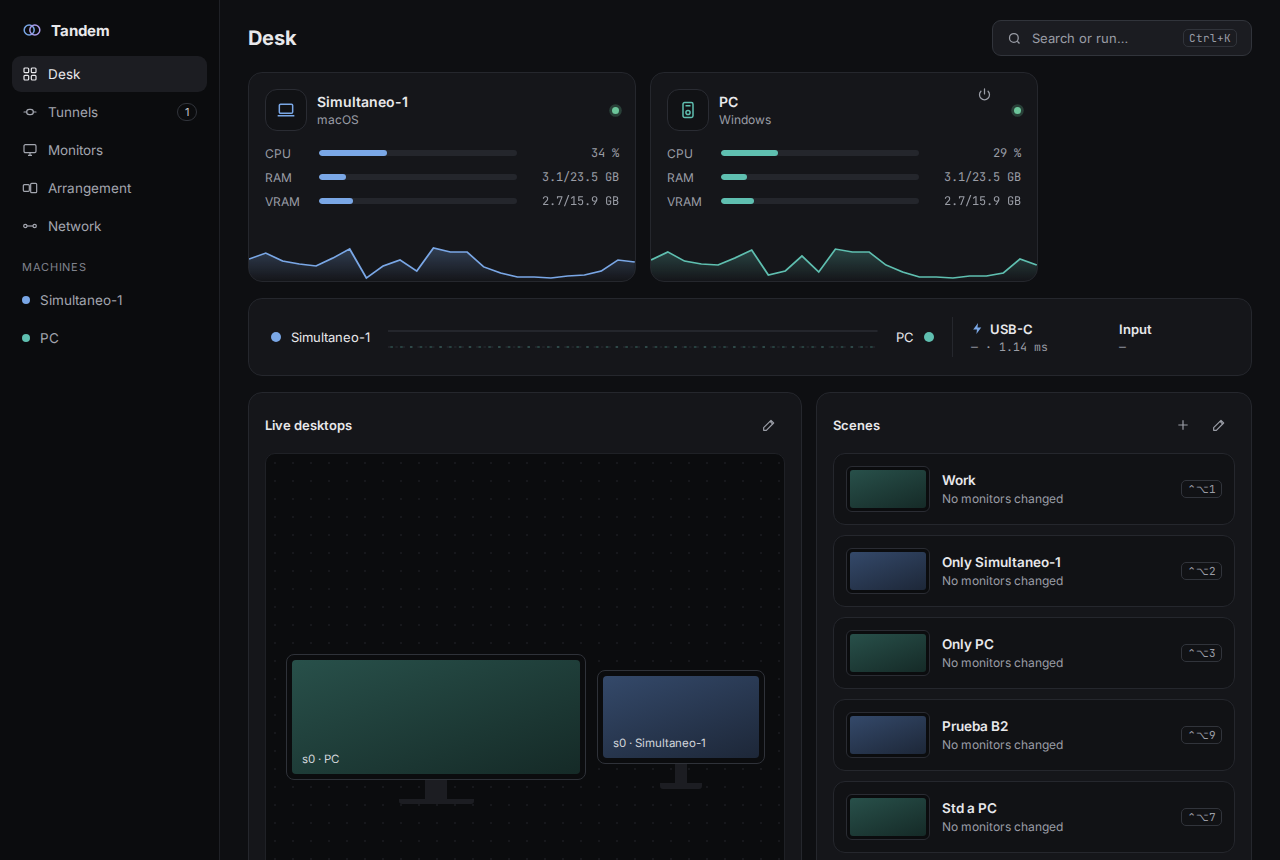 Tandem
Desk
Tunnels
1
Monitors
Arrangement
Network
MACHINES
Simultaneo-1
PC
Desk
Search or run...
Ctrl+K
Simultaneo-1
macOS
CPU
34 %
RAM
3.1/23.5 GB
VRAM
2.7/15.9 GB
PC
Windows
CPU
29 %
RAM
3.1/23.5 GB
VRAM
2.7/15.9 GB
Simultaneo-1
PC
USB-C
— · 1.14 ms
Input
—
Live desktops
s0 · PC
s0 · Simultaneo-1
Scenes
Work
No monitors changed
⌃⌥1
Only Simultaneo-1
No monitors changed
⌃⌥2
Only PC
No monitors changed
⌃⌥3
Prueba B2
No monitors changed
⌃⌥9
Std a PC
No monitors changed
⌃⌥7